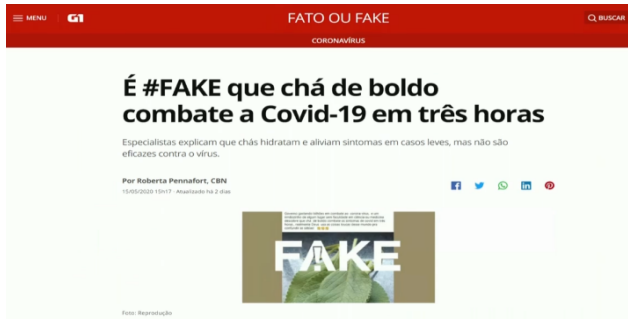 MENU
G1
FATO OU FAKE
BUSCAR
CORONAVÍRUS
É #FAKE que chá de boldo
combate a Covid-19 em três horas
Especialistas explicam que chás hidratam e aliviam sintomas em casos leves, mas não são
eficazes contra o vírus.
Por Roberta Pennafort, CBN
15/05/2020 15h17 · Atualizado há 2 dias
FAKE
Foto: Reprodução